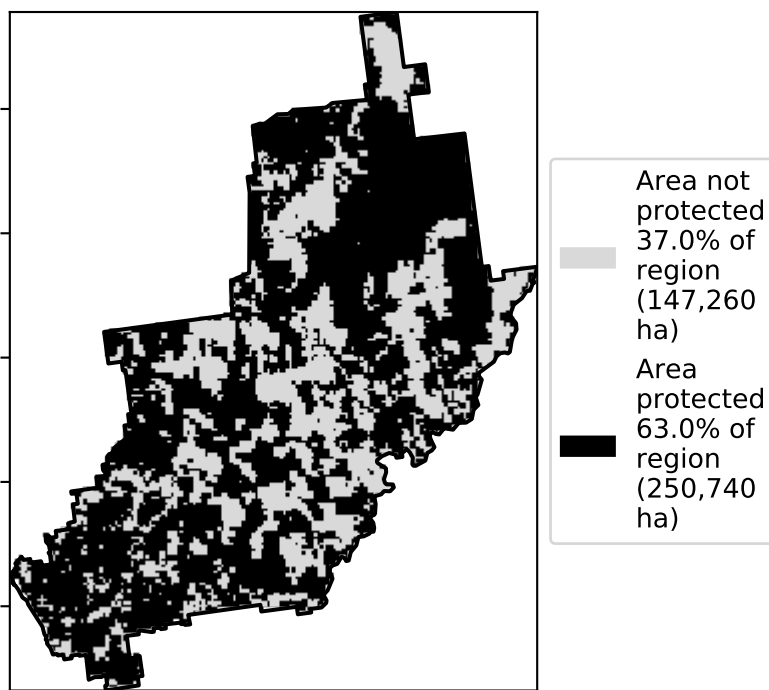 Area not
protected
37.0% of
region
(147,260
ha)
Area
protected
63.0% of
region
(250,740
ha)